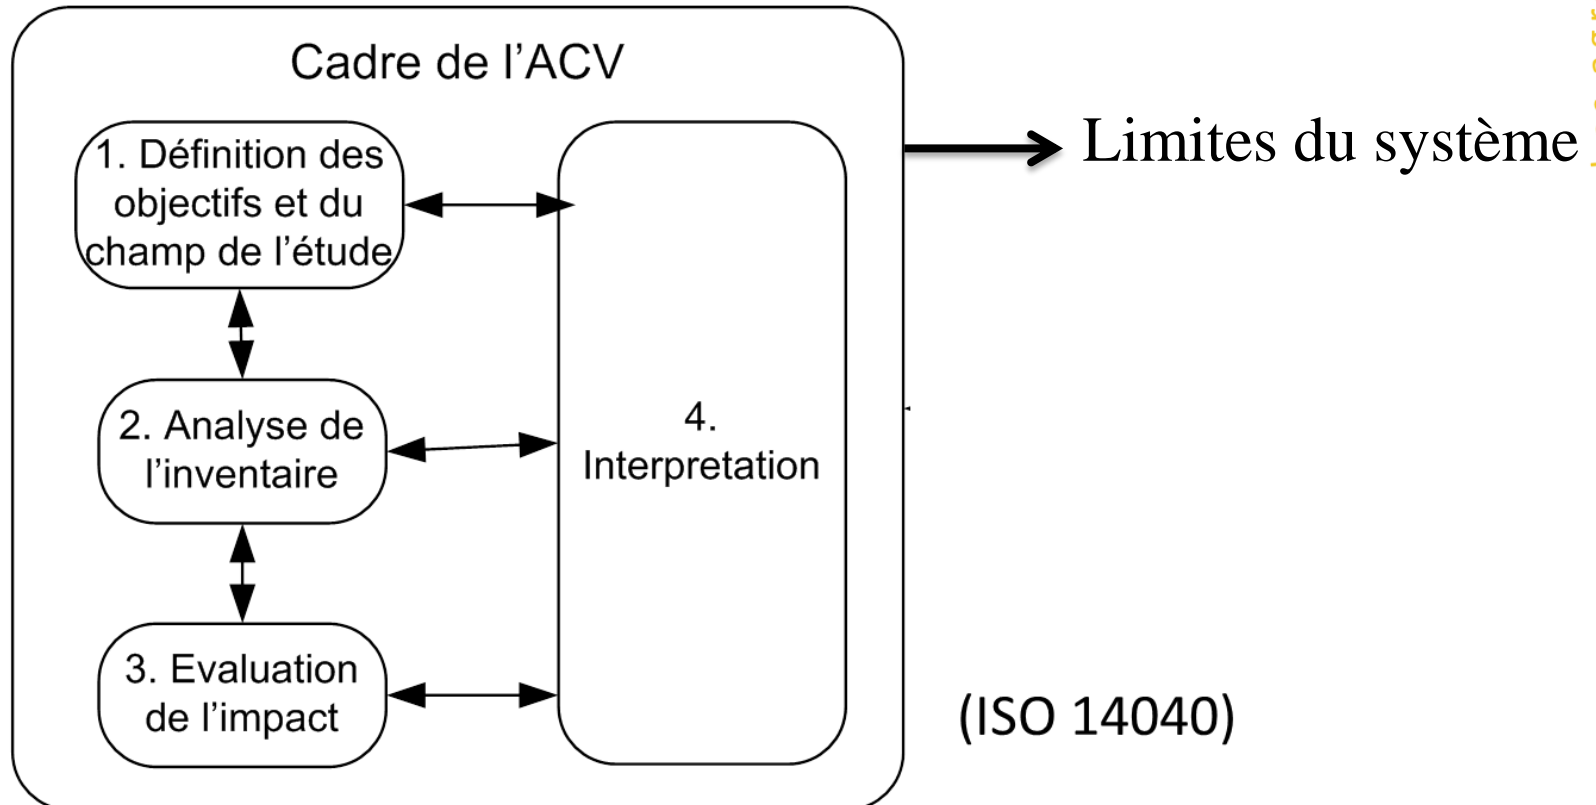 Cadre de l'ACV
1. Définition des
objectifs et du
champ de l'étude
2. Analyse de
l'inventaire
3. Evaluation
de l'impact
4.
Interpretation
Limites du système
(ISO 14040)